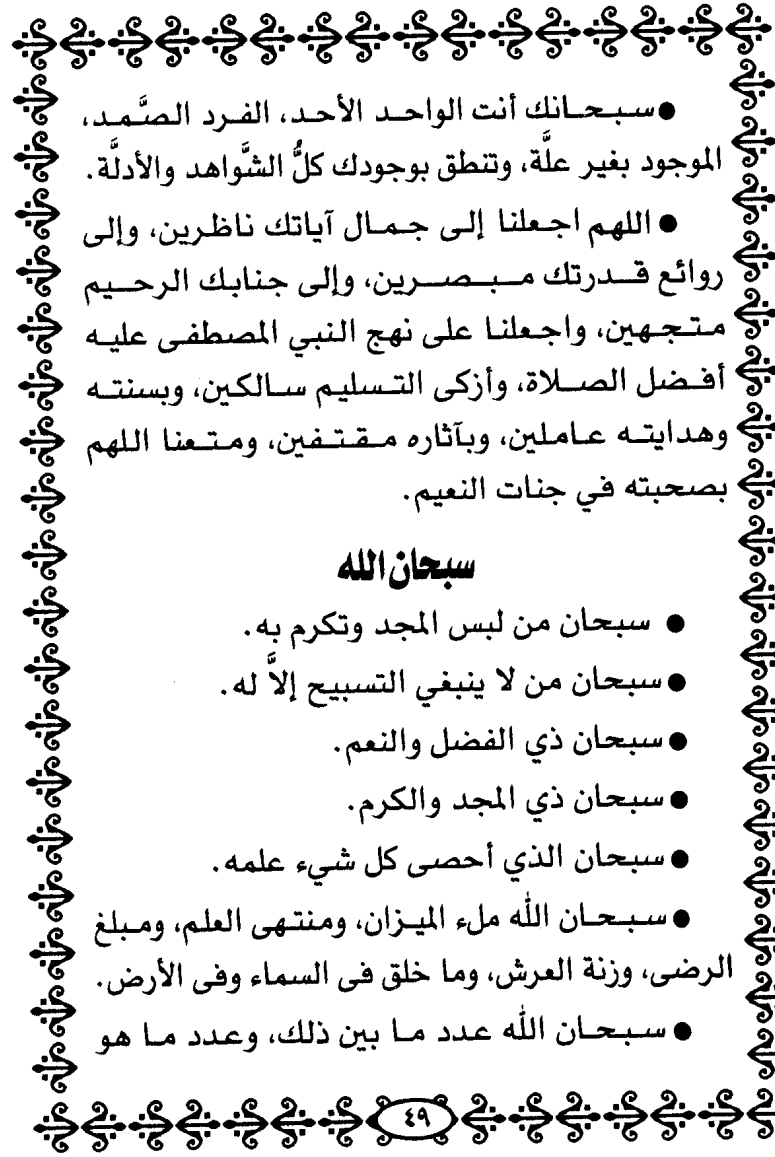 ● سبحانك أنت الواحد الأحد، الفرد الصَّمد،
الموجود بغير علَّة، وتنطق بوجودك كلُّ الشَّواهد والأدلَّة.
● اللهم اجعلنا إلى جمال آياتك ناظرين، وإلى
روائع قدرتك مبصرين، وإلى جنابك الرحيم
متجهين، واجعلنا على نهج النبي المصطفى عليه
أفضل الصلاة، وأزكى التسليم سالكين، وبسنته
وهدايته عاملين، وبآثاره مقتفين، ومتعنا اللهم
بصحبته في جنات النعيم.
سبحان الله
● سبحان من لبس المجد وتكرم به.
● سبحان من لا ينبغي التسبيح إلاَّ له.
● سبحان ذي الفضل والنعم.
● سبحان ذي المجد والكرم.
● سبحان الذي أحصى كل شيء علمه.
● سبحان الله ملء الميزان، ومنتهى العلم، ومبلغ
الرضى، وزنة العرش، وما خلق فى السماء وفى الأرض.
● سبحان الله عدد ما بين ذلك، وعدد ما هو
٤٩